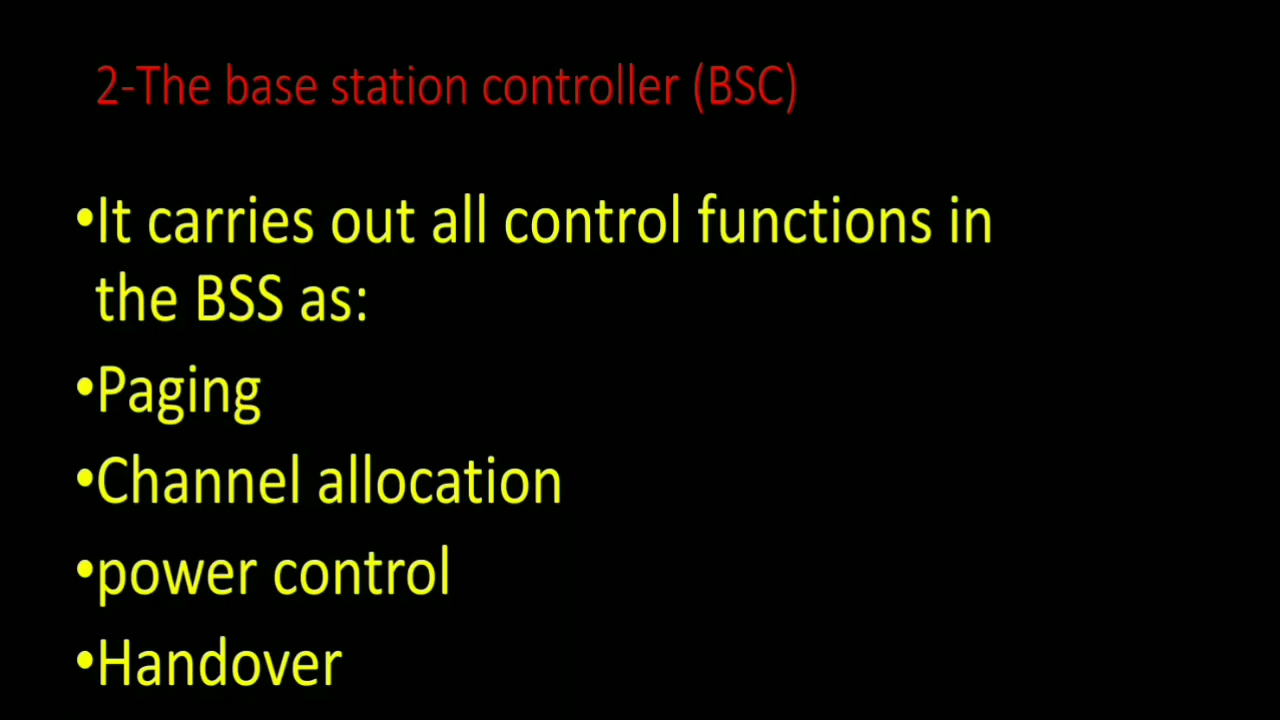 2-The base station controller (BSC)
•It carries out all control functions in
the BSS as:
•Paging
•Channel allocation
•power control
•Handover